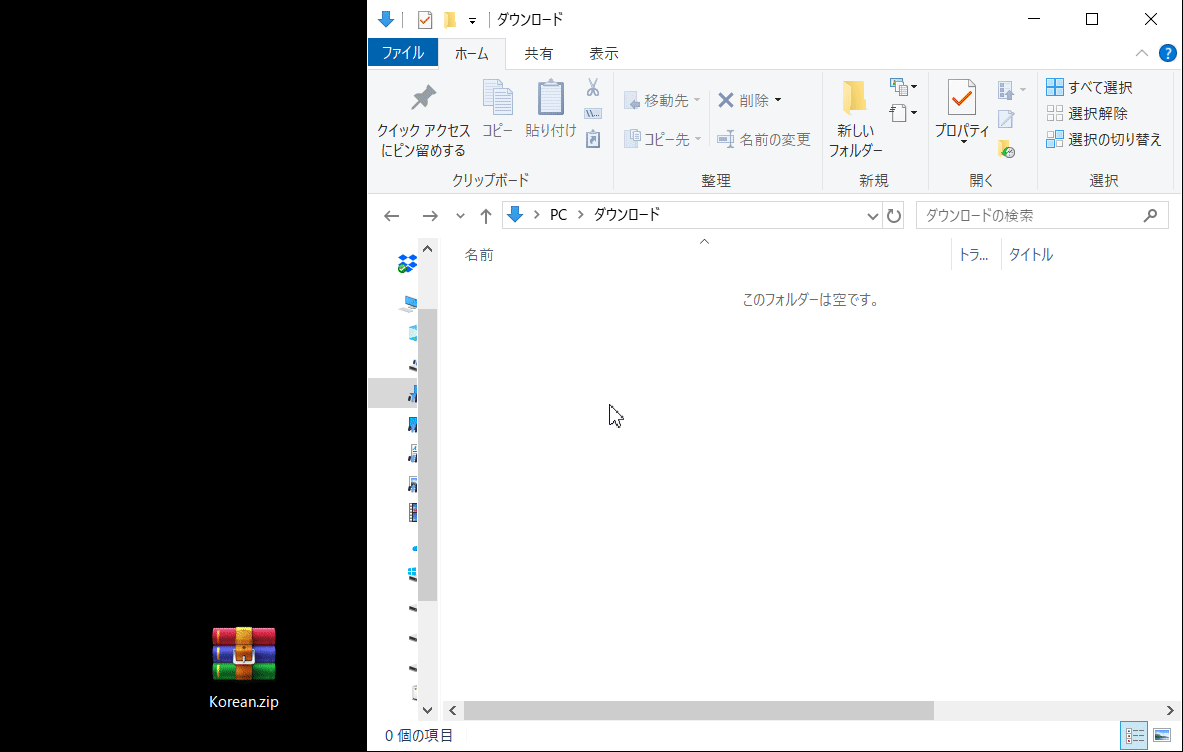 ダウンロード
ファイル ホーム 共有 表示
クイック アクセス
にピン留めする
コピー
貼り付け
クリップボード
移動先
コピー先
削除
名前の変更
整理
新しい
フォルダー
新規
プロパティ
開く
すべて選択
選択解除
選択の切り替え
選択
PC ダウンロード
ダウンロードの検索
名前 トラ... タイトル
このフォルダーは空です。
Korean.zip
0 個の項目